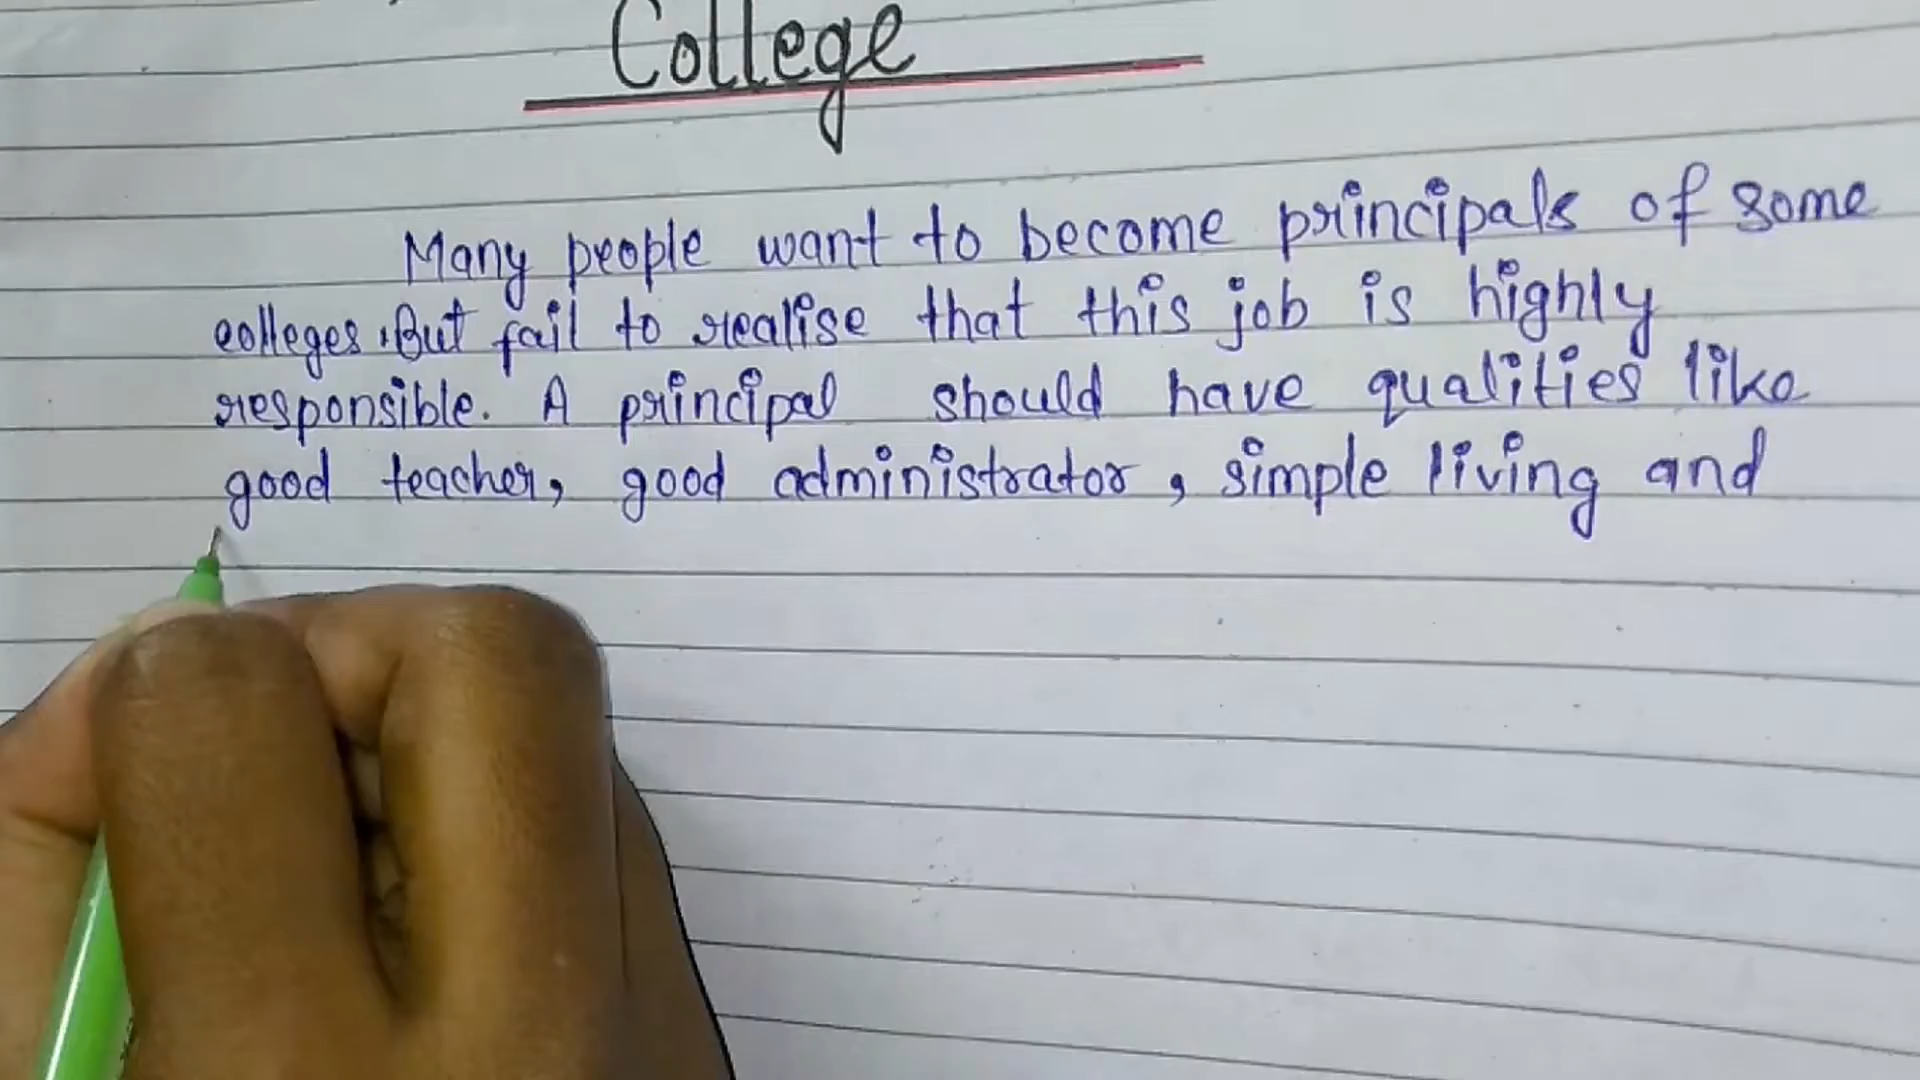 College
Many people want to become principals of some
colleges. But fail to realise that this job is highly
responsible. A principal should have qualities like
good teacher, good administrator, simple living and